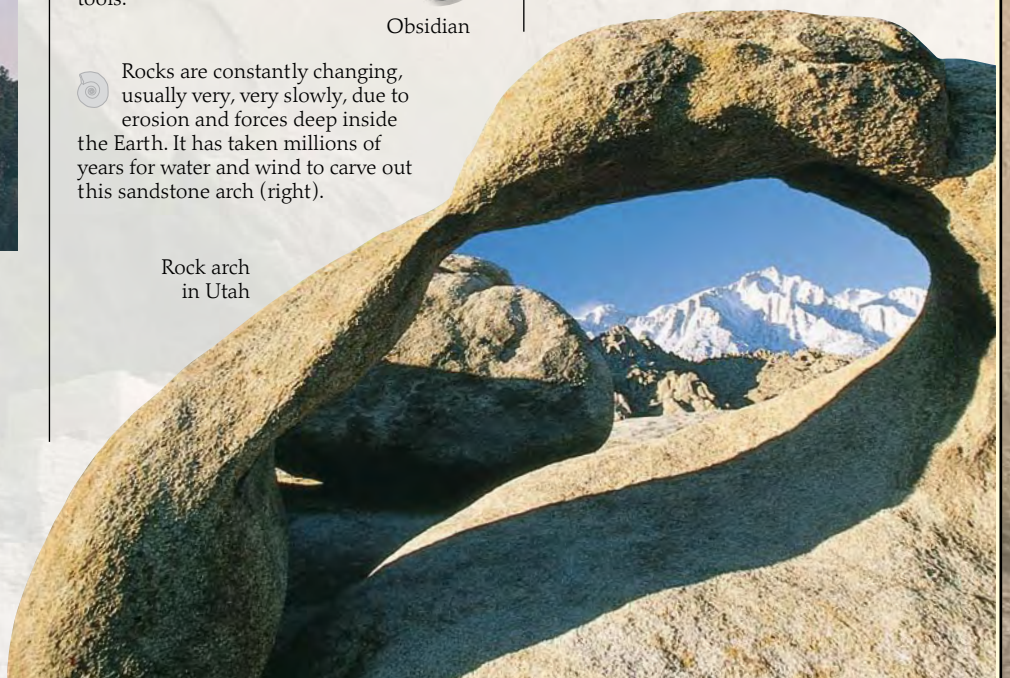 tools.
Obsidian
Rocks are constantly changing,
usually very, very slowly, due to
erosion and forces deep inside
the Earth. It has taken millions of
years for water and wind to carve out
this sandstone arch (right).
Rock arch
in Utah